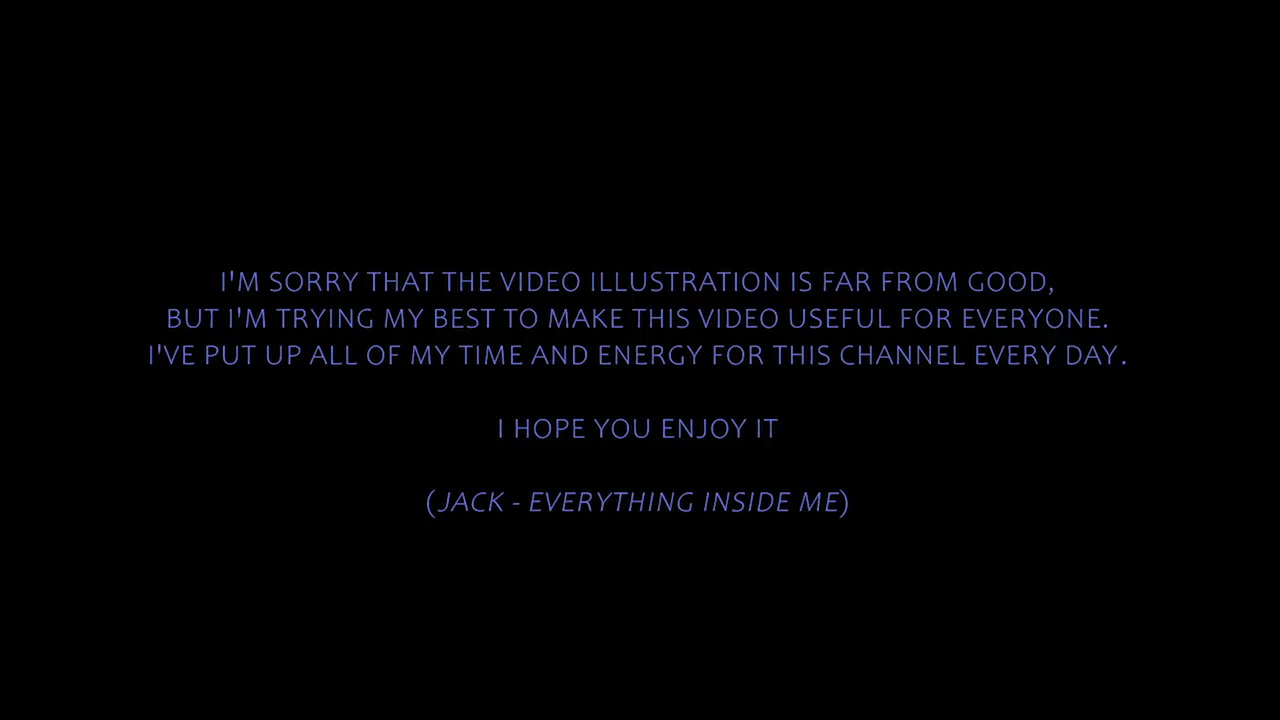 I'M SORRY THAT THE VIDEO ILLUSTRATION IS FAR FROM GOOD,
BUT I'M TRYING MY BEST TO MAKE THIS VIDEO USEFUL FOR EVERYONE.
I'VE PUT UP ALL OF MY TIME AND ENERGY FOR THIS CHANNEL EVERY DAY.
I HOPE YOU ENJOY IT
(JACK - EVERYTHING INSIDE ME)